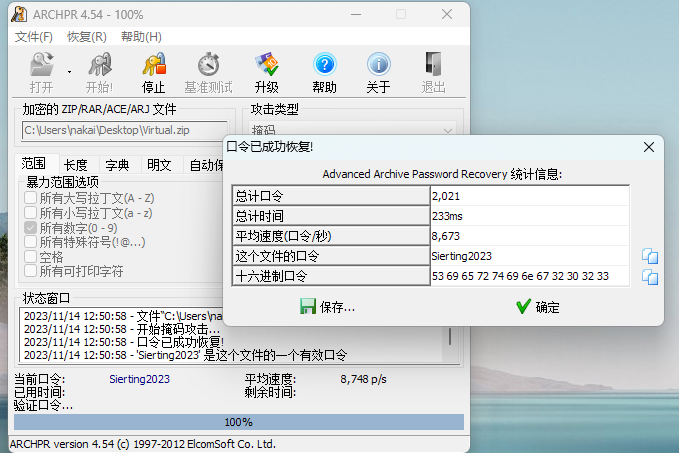 ARCHPR 4.54 - 100%
文件(F) 恢复(R) 帮助(H)
打开 开始! 停止 基准测试 升级 帮助 关于 退出
加密的 ZIP/RAR/ACE/ARJ 文件
C:\Users\nakai\Desktop\Virtual.zip
攻击类型
掩码
范围 长度 字典 明文 自动保
暴力范围选项
所有大写拉丁文(A - Z)
所有小写拉丁文(a - z)
所有数字(0 - 9)
所有特殊符号(!@...)
空格
所有可打印字符
口令已成功恢复!
Advanced Archive Password Recovery 统计信息:
总计口令 2,021
总计时间 233ms
平均速度(口令/秒) 8,673
这个文件的口令 Sierting2023
十六进制口令 53 69 65 72 74 69 6e 67 32 30 32 33
保存... 确定
状态窗口
2023/11/14 12:50:58 - 文件"C:\Users\na
2023/11/14 12:50:58 - 开始掩码攻击...
2023/11/14 12:50:58 - 口令已成功恢复!
2023/11/14 12:50:58 - 'Sierting2023' 是这个文件的一个有效口令
当前口令: Sierting2023 平均速度: 8,748 p/s
已用时间: 剩余时间:
验证口令...
100%
ARCHPR version 4.54 (c) 1997-2012 ElcomSoft Co. Ltd.